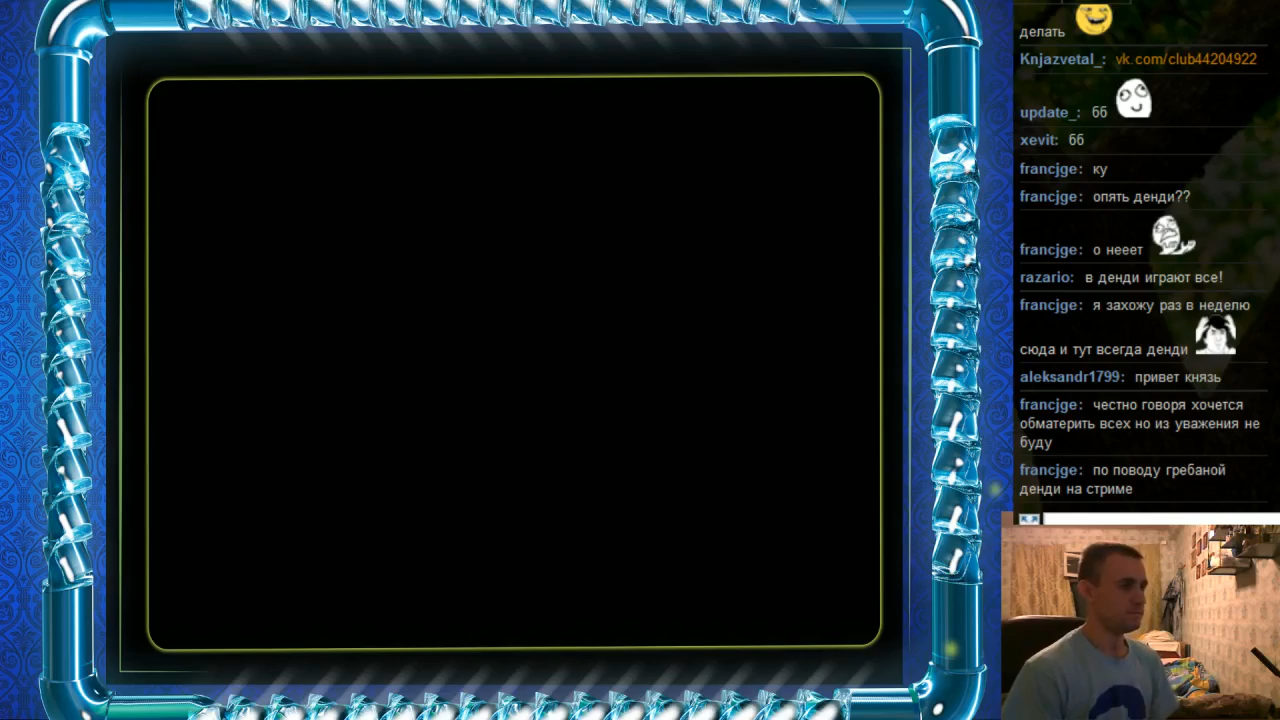 делать
Knjazvetal_: vk.com/club44204922
update_: бб
xevit: бб
francjge: ку
francjge: опять денди??
francjge: о нееет
razario: в денди играют все!
francjge: я захожу раз в неделю
сюда и тут всегда денди
aleksandr1799: привет князь
francjge: честно говоря хочется
обматерить всех но из уважения не
буду
francjge: по поводу гребаной
денди на стриме